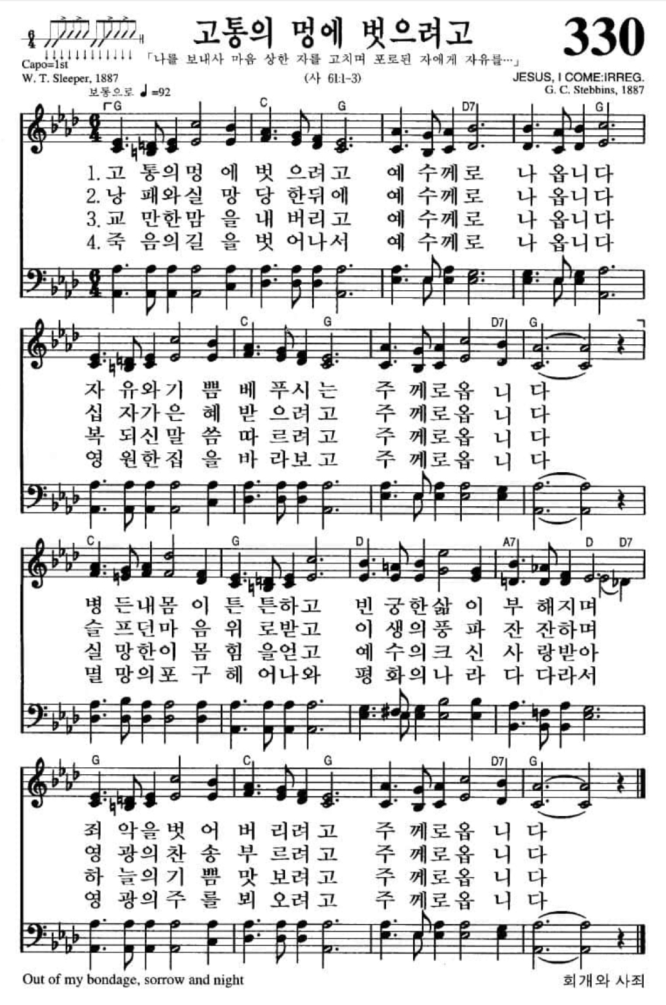 고통의 멍에 벗으려고
330
「나를 보내사 마음 상한 자를 고치며 포로된 자에게 자유를…」
Capo=1st
(사 61:1-3)
JESUS, I COME:IRREG.
W. T. Sleeper, 1887
G. C. Stebbins, 1887
보통으로 ♩=92
6/4
G C G D7 G
1. 고 통의멍 에 벗 으려고 예 수께로 나 옵니다
2. 낭 패와실 망 당 한뒤에 예 수께로 나 옵니다
3. 교 만한맘 을 내 버리고 예 수께로 나 옵니다
4. 죽 음의길 을 벗 어나서 예 수께로 나 옵니다
C G D7 G
자 유와기 쁨 베 푸시는 주 께로옵 니 다
십 자가은 혜 받 으려고 주 께로옵 니 다
복 되신말 씀 따 르려고 주 께로옵 니 다
영 원한집 을 바 라보고 주 께로옵 니 다
C G D A7 D D7
병 든내몸 이 튼 튼하고 빈 궁한삶 이 부 해지며
슬 프던마 음 위 로받고 이 생의풍 파 잔 잔하며
실 망한이 몸 힘 을얻고 예 수의크 신 사 랑받아
멸 망의포 구 헤 어나와 평 화의나 라 다 다라서
G C G D7 G
죄 악을벗 어 버 리려고 주 께로옵 니 다
영 광의찬 송 부 르려고 주 께로옵 니 다
하 늘의기 쁨 맛 보려고 주 께로옵 니 다
영 광의주 를 뵈 오려고 주 께로옵 니 다
Out of my bondage, sorrow and night
회개와 사죄